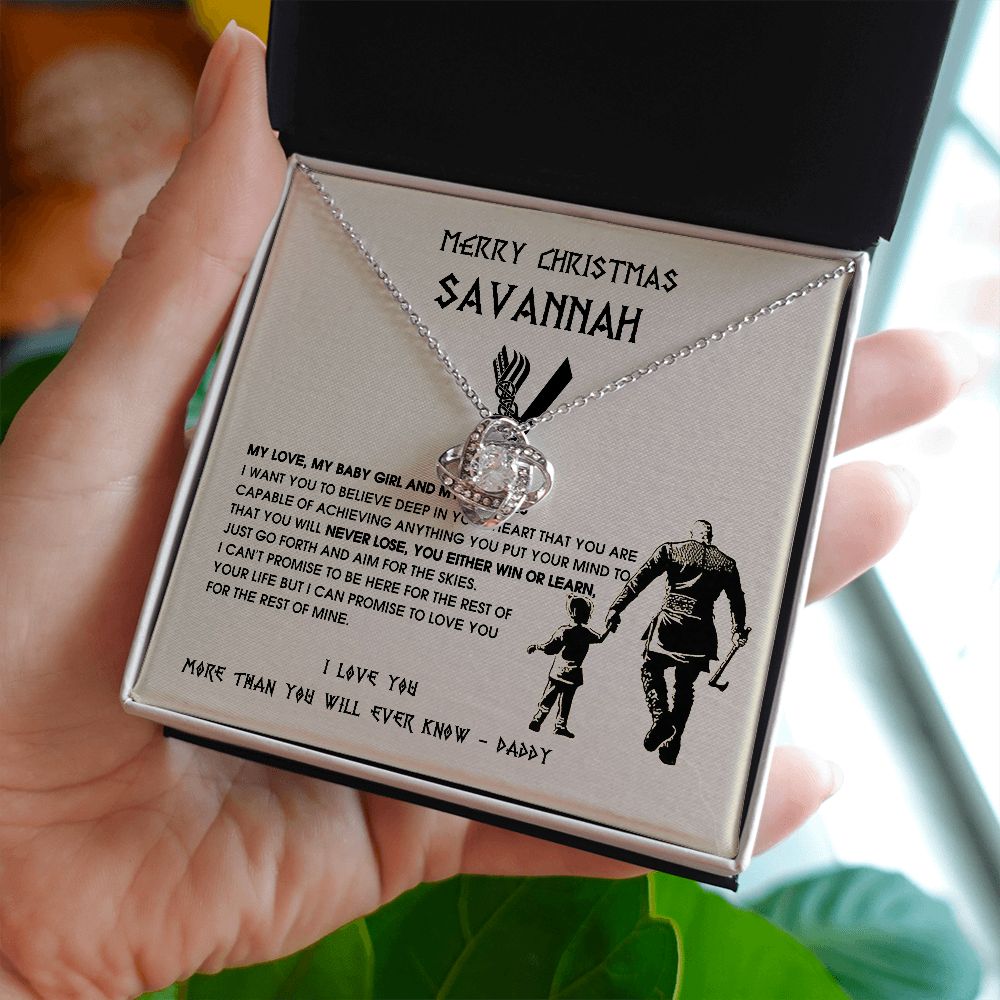 MERRY CHRISTMAS
SAVANNAH
MY LOVE, MY BABY GIRL AND
I WANT YOU TO BELIEVE DEEP IN HEART THAT YOU ARE
CAPABLE OF ACHIEVING ANYTHING YOU PUT YOUR MIND TO
THAT YOU WILL NEVER LOSE, YOU EITHER WIN OR LEARN,
JUST GO FORTH AND AIM FOR THE SKIES.
I CAN'T PROMISE TO BE HERE FOR THE REST OF
YOUR LIFE BUT I CAN PROMISE TO LOVE YOU
FOR THE REST OF MINE.
I LOVE YOU
MORE THAN YOU WILL EVER KNOW - DADDY